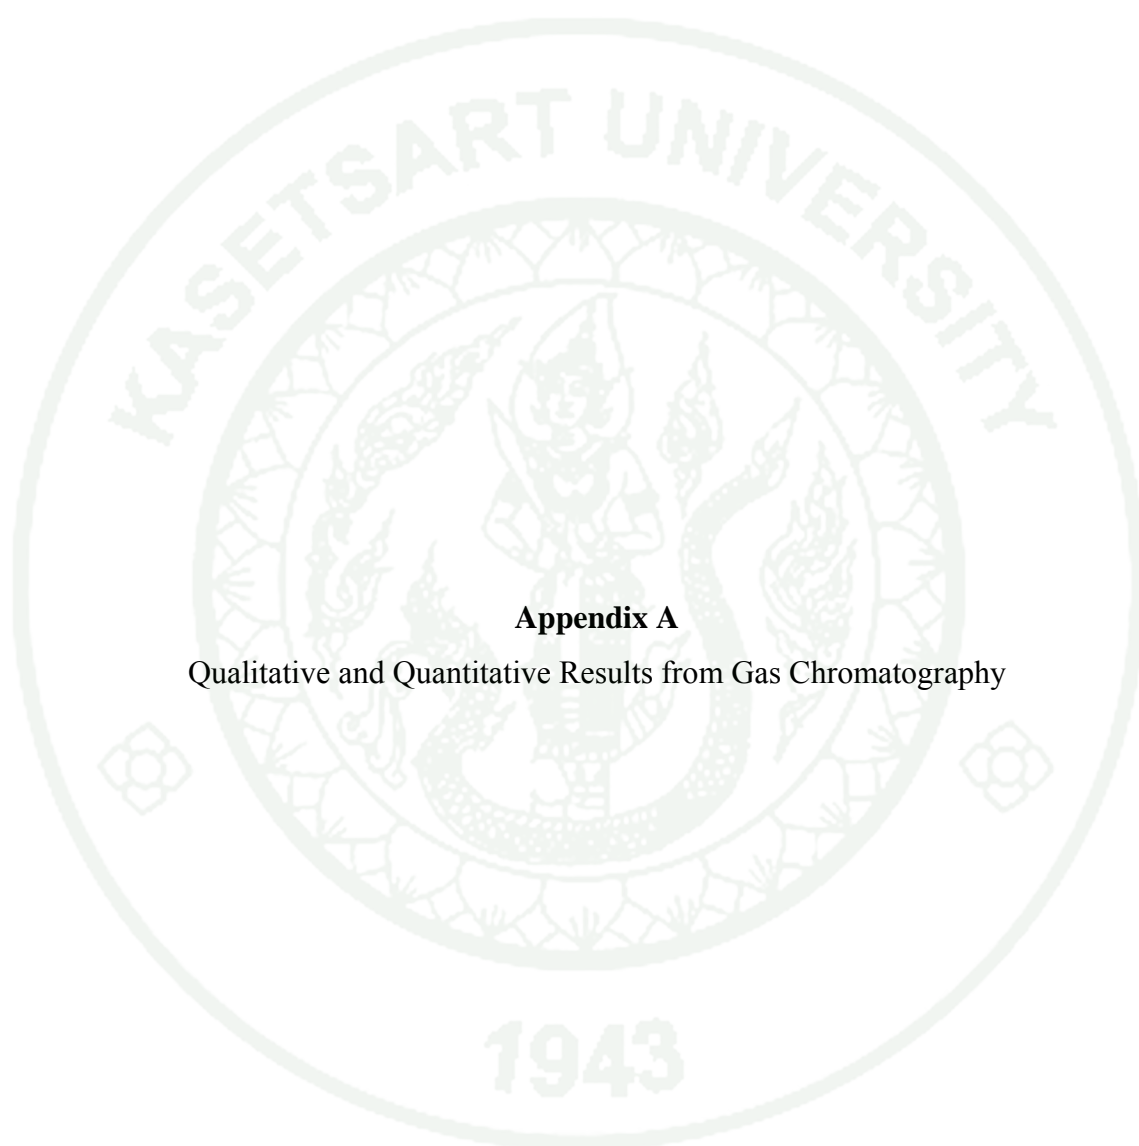 KASETSART UNIVERSITY
Appendix A
Qualitative and Quantitative Results from Gas Chromatography
1943